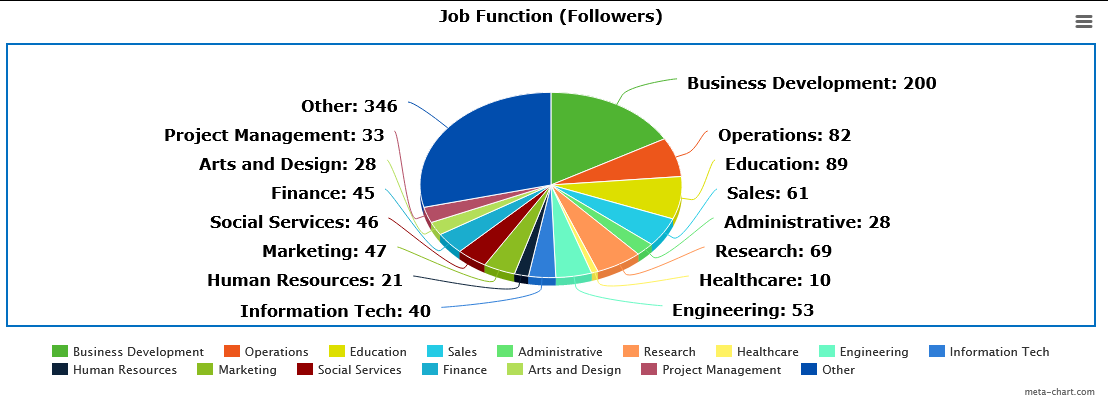 Job Function (Followers)
Business Development: 200
Other: 346
Project Management: 33
Operations: 82
Arts and Design: 28
Education: 89
Finance: 45
Sales: 61
Social Services: 46
Administrative: 28
Marketing: 47
Research: 69
Human Resources: 21
Healthcare: 10
Information Tech: 40
Engineering: 53
Business Development Operations Education Sales Administrative Research Healthcare Engineering Information Tech
Human Resources Marketing Social Services Finance Arts and Design Project Management Other
meta-chart.com